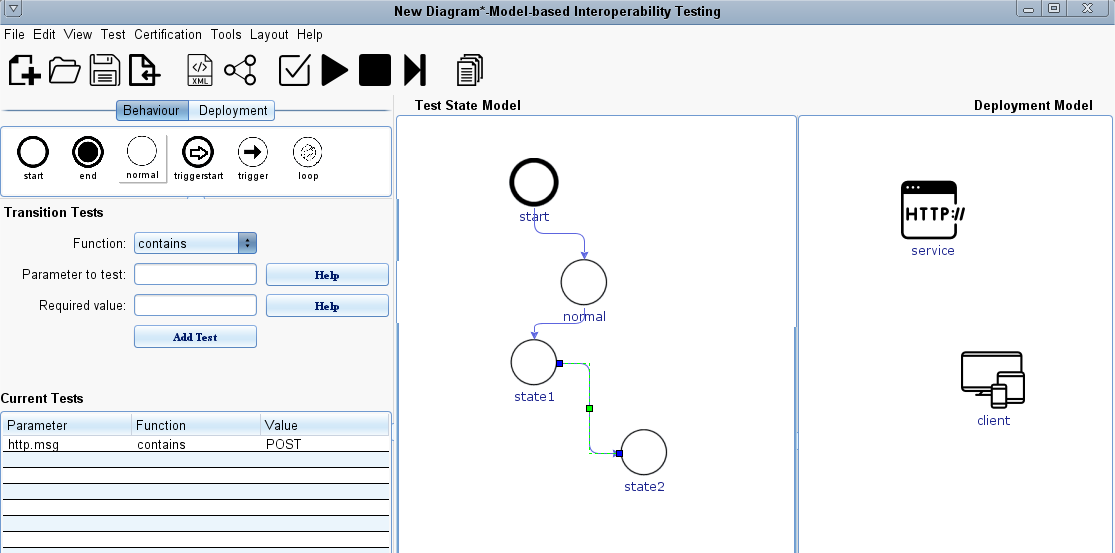 New Diagram*-Model-based Interoperability Testing
File Edit View Test Certification Tools Layout Help
</> XML
Behaviour Deployment
start end normal triggerstart trigger loop
Transition Tests
Function: contains
Parameter to test: Help
Required value: Help
Add Test
Current Tests
Parameter Function Value
http.msg contains POST
Test State Model
start
normal
state1
state2
Deployment Model
HTTP://
service
client